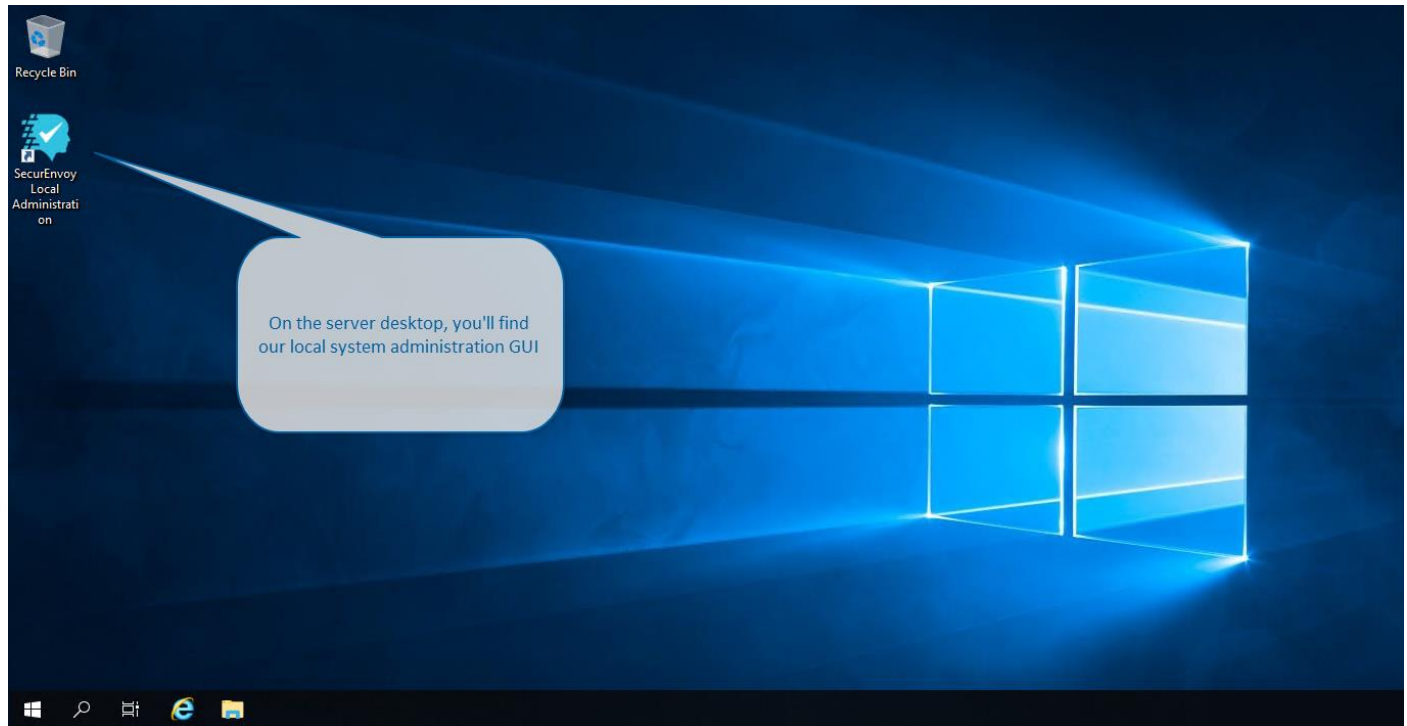 Recycle Bin
SecurEnvoy
Local
Administrati
on
On the server desktop, you'll find
our local system administration GUI